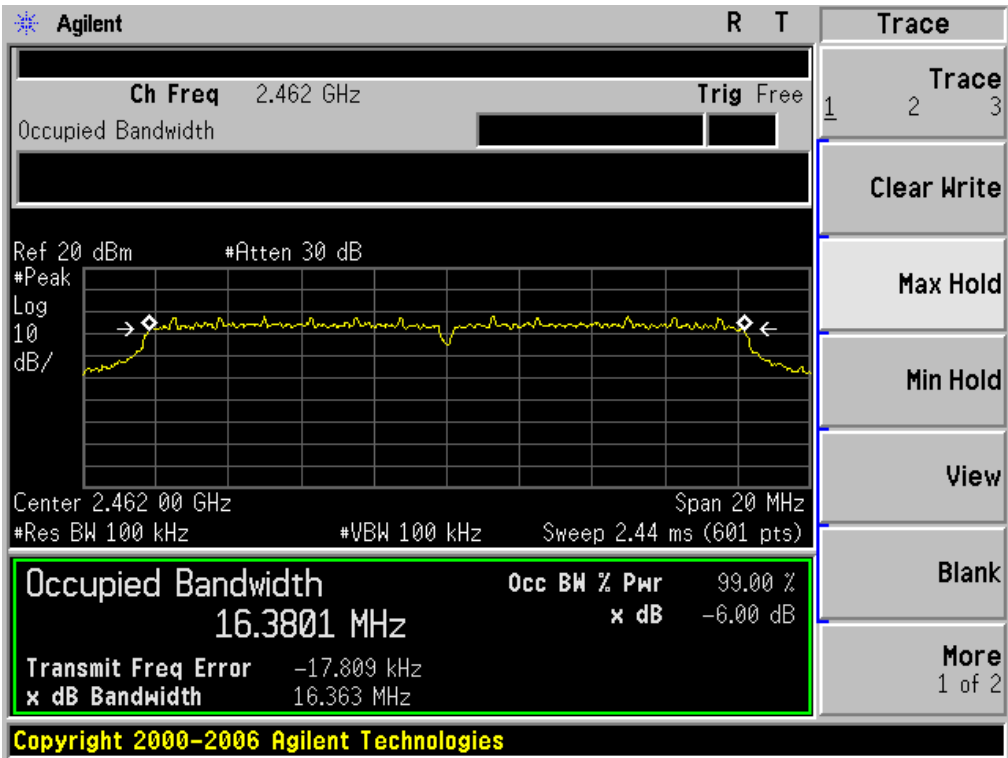 Agilent R T
Ch Freq 2.462 GHz Trig Free
Occupied Bandwidth
Ref 20 dBm #Atten 30 dB
#Peak
Log
10
dB/
Center 2.462 00 GHz Span 20 MHz
#Res BW 100 kHz #VBW 100 kHz Sweep 2.44 ms (601 pts)
Occupied Bandwidth Occ BW % Pwr 99.00 %
16.3801 MHz x dB -6.00 dB
Transmit Freq Error -17.809 kHz
x dB Bandwidth 16.363 MHz
Copyright 2000-2006 Agilent Technologies
Trace
Trace
1 2 3
Clear Write
Max Hold
Min Hold
View
Blank
More
1 of 2